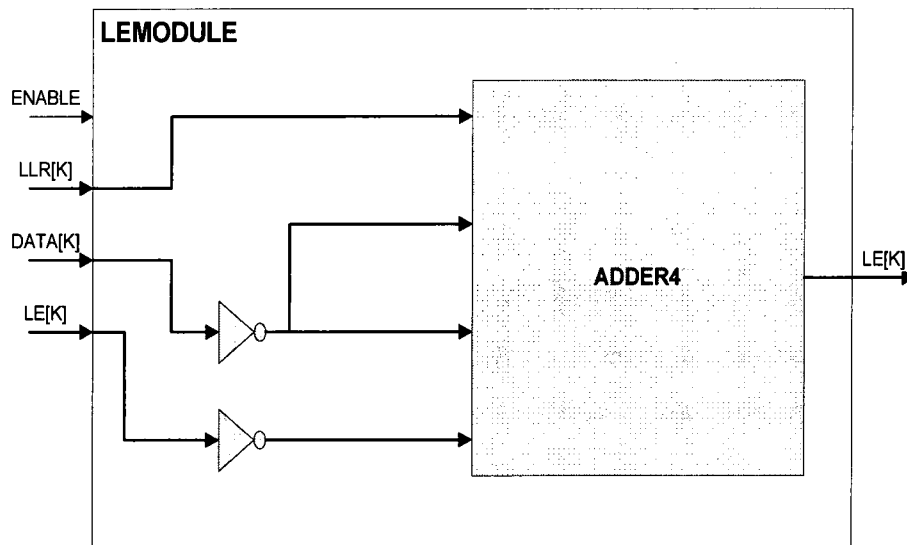 LEMODULE
ENABLE
LLR[K]
DATA[K]
LE[K]
ADDER4
LE[K]